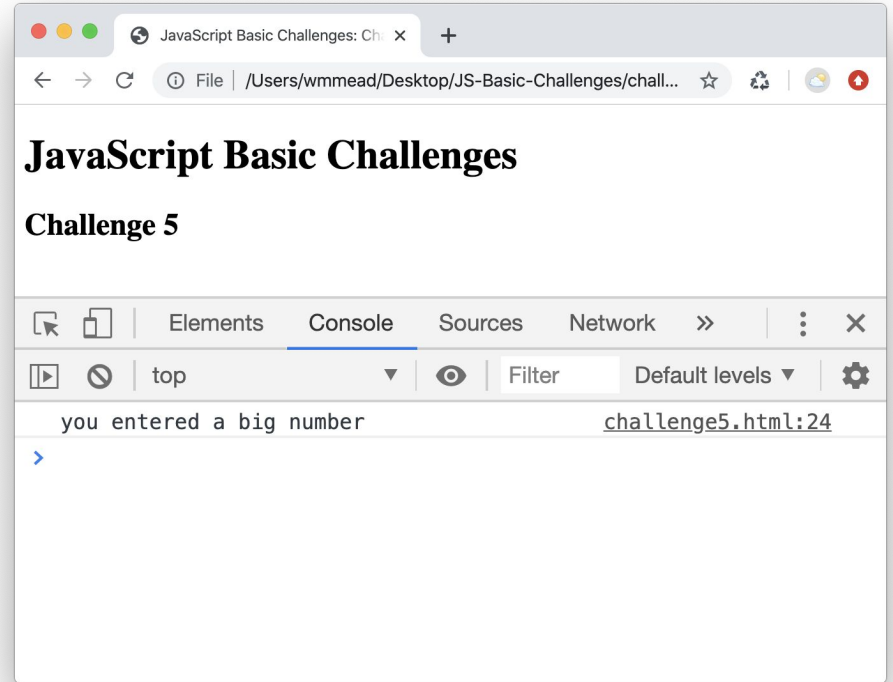 JavaScript Basic Challenges: Ch
File /Users/wmmead/Desktop/JS-Basic-Challenges/chall...
JavaScript Basic Challenges
Challenge 5
Elements Console Sources Network
top Filter Default levels
you entered a big number challenge5.html:24